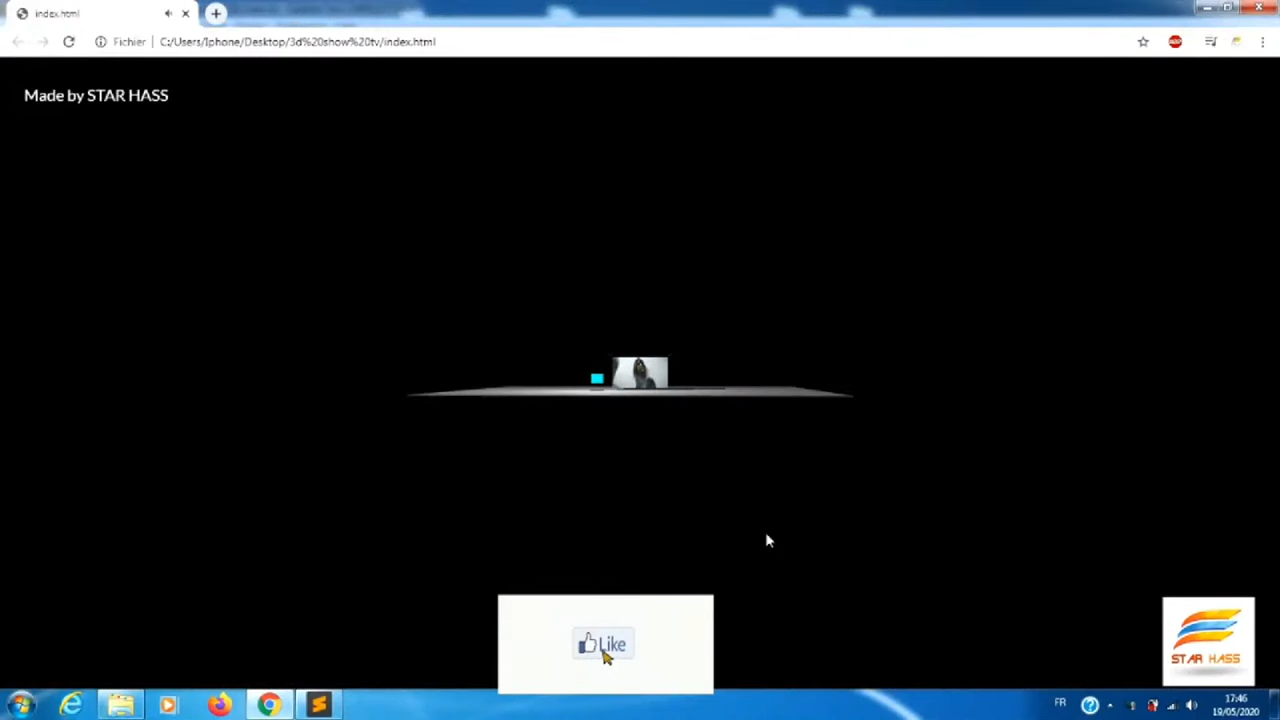 index.html
Fichier
C:/Users/Iphone/Desktop/3d%20show%20tv/index.html
ABP
Made by STAR HASS
Like
STAR HASS
FR
17:46
19/05/2020